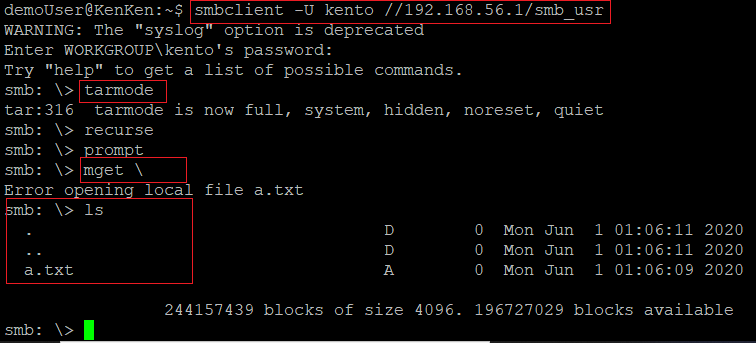 demoUser@KenKen:~$ smbclient -U kento //192.168.56.1/smb_usr
WARNING: The "syslog" option is deprecated
Enter WORKGROUP\kento's password:
Try "help" to get a list of possible commands.
smb: \> tarmode
tar:316  tarmode is now full, system, hidden, noreset, quiet
smb: \> recurse
smb: \> prompt
smb: \> mget \
Error opening local file a.txt
smb: \> ls
  .                                   D        0  Mon Jun  1 01:06:11 2020
  ..                                  D        0  Mon Jun  1 01:06:11 2020
  a.txt                               A        0  Mon Jun  1 01:06:09 2020
244157439 blocks of size 4096. 196727029 blocks available
smb: \>